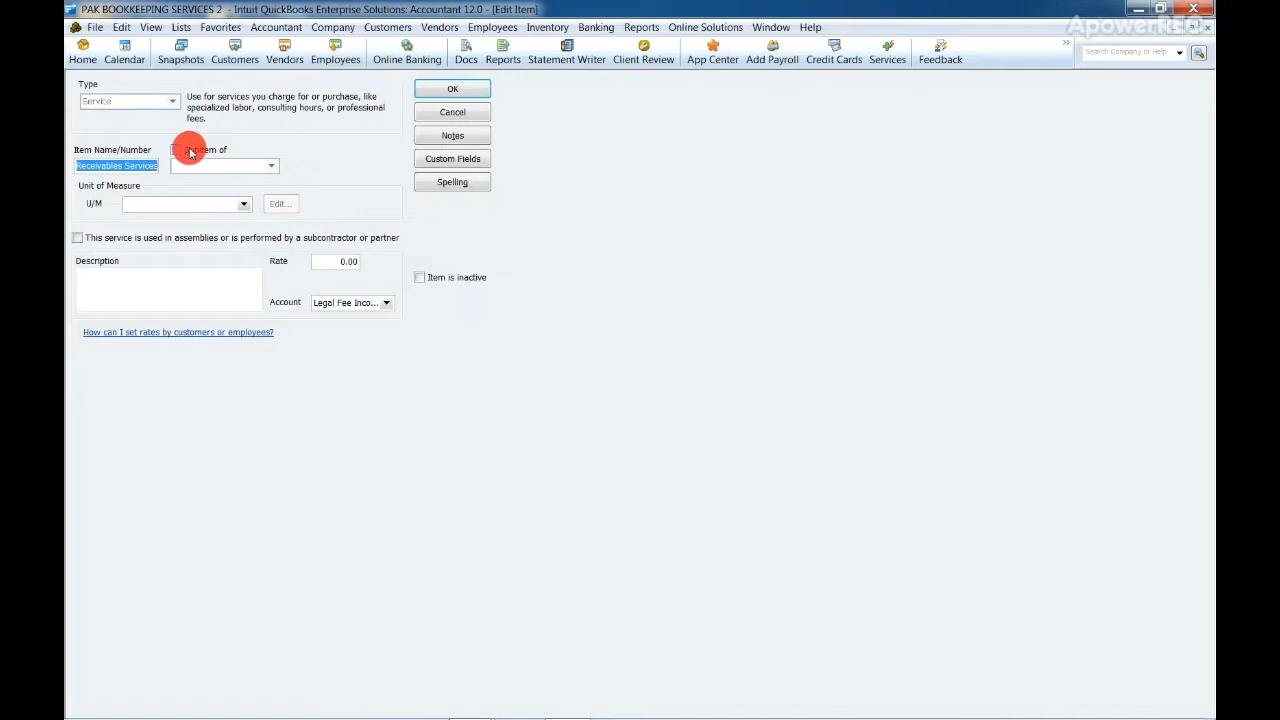 PAK BOOKKEEPING SERVICES 2 - Intuit QuickBooks Enterprise Solutions: Accountant 12.0 - [Edit Item]
ApowerREC
File Edit View Lists Favorites Accountant Company Customers Vendors Employees Inventory Banking Reports Online Solutions Window Help
Home Calendar Snapshots Customers Vendors Employees Online Banking Docs Reports Statement Writer Client Review App Center Add Payroll Credit Cards Services Feedback
Search Company or Help
Type
Service
Use for services you charge for or purchase, like
specialized labor, consulting hours, or professional
fees.
OK
Cancel
Notes
Custom Fields
Spelling
Item Name/Number
Subitem of
Receivables Services
Unit of Measure
U/M
Edit...
This service is used in assemblies or is performed by a subcontractor or partner
Description
Rate
0.00
Item is inactive
Account
Legal Fee Inco...
How can I set rates by customers or employees?